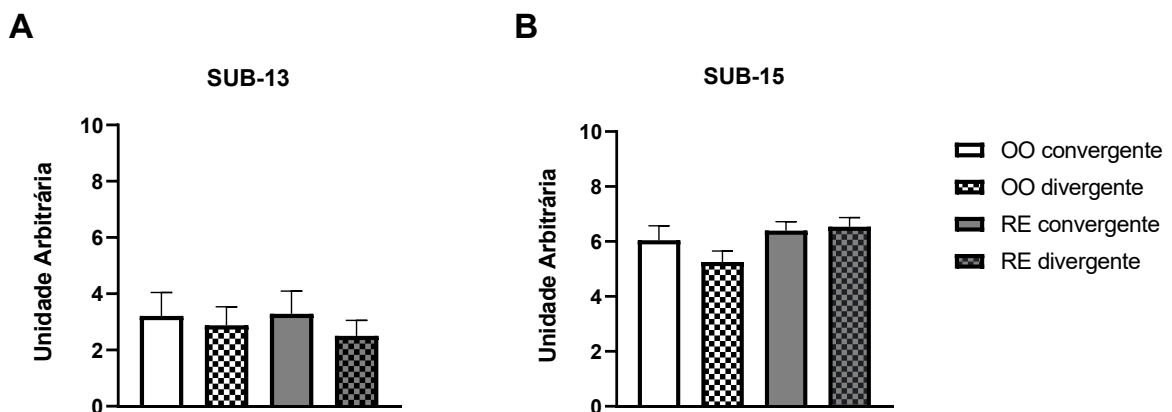 A
SUB-13
Unidade Arbitrária
10
8
6
4
2
0
B
SUB-15
Unidade Arbitrária
10
8
6
4
2
0
OO convergente
OO divergente
RE convergente
RE divergente